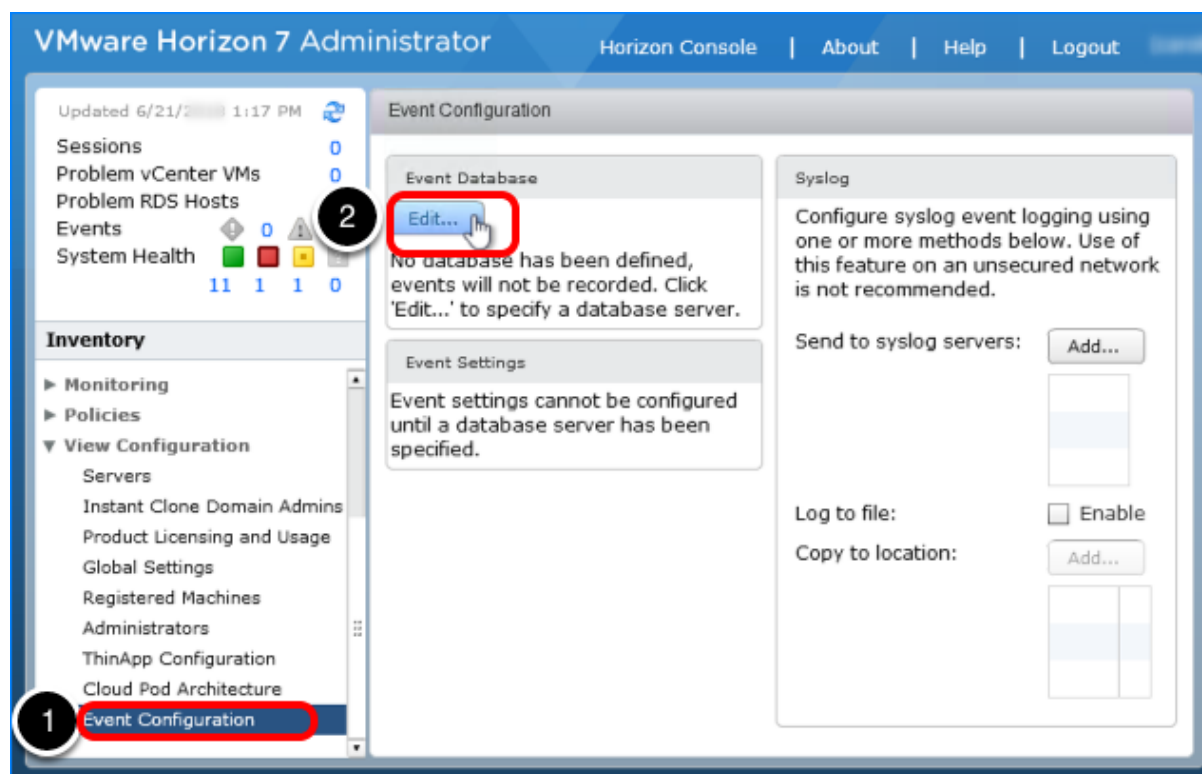 VMware Horizon 7 Administrator
Horizon Console | About | Help | Logout
Updated 6/21/ 1:17 PM
Sessions 0
Problem vCenter VMs 0
Problem RDS Hosts
Events 0
System Health
11 1 1 0
Inventory
Monitoring
Policies
View Configuration
Servers
Instant Clone Domain Admins
Product Licensing and Usage
Global Settings
Registered Machines
Administrators
ThinApp Configuration
Cloud Pod Architecture
1
Event Configuration
Event Configuration
Event Database
2
Edit...
No database has been defined,
events will not be recorded. Click
'Edit...' to specify a database server.
Event Settings
Event settings cannot be configured
until a database server has been
specified.
Syslog
Configure syslog event logging using
one or more methods below. Use of
this feature on an unsecured network
is not recommended.
Send to syslog servers: Add...
Log to file: Enable
Copy to location: Add...